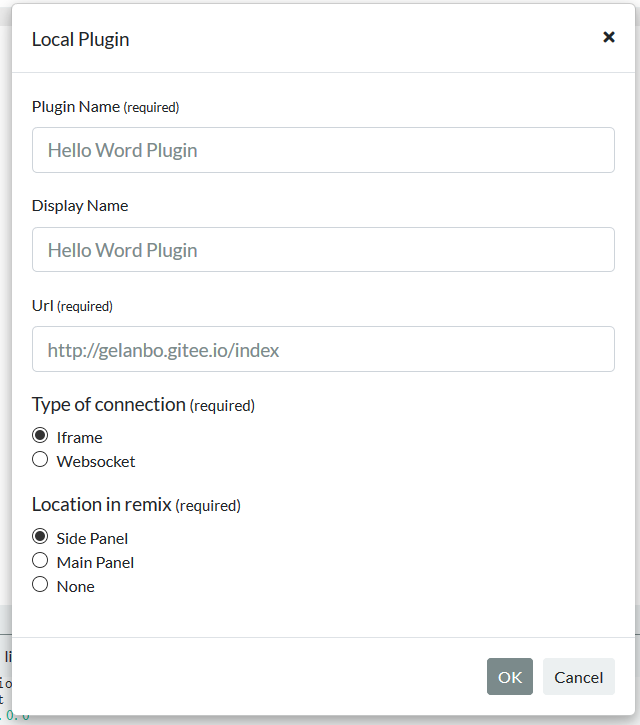 Local Plugin
Plugin Name (required)
Hello Word Plugin
Display Name
Hello Word Plugin
Url (required)
http://gelanbo.gitee.io/index
Type of connection (required)
Iframe
Websocket
Location in remix (required)
Side Panel
Main Panel
None
OK Cancel
li
io
t
.0.0